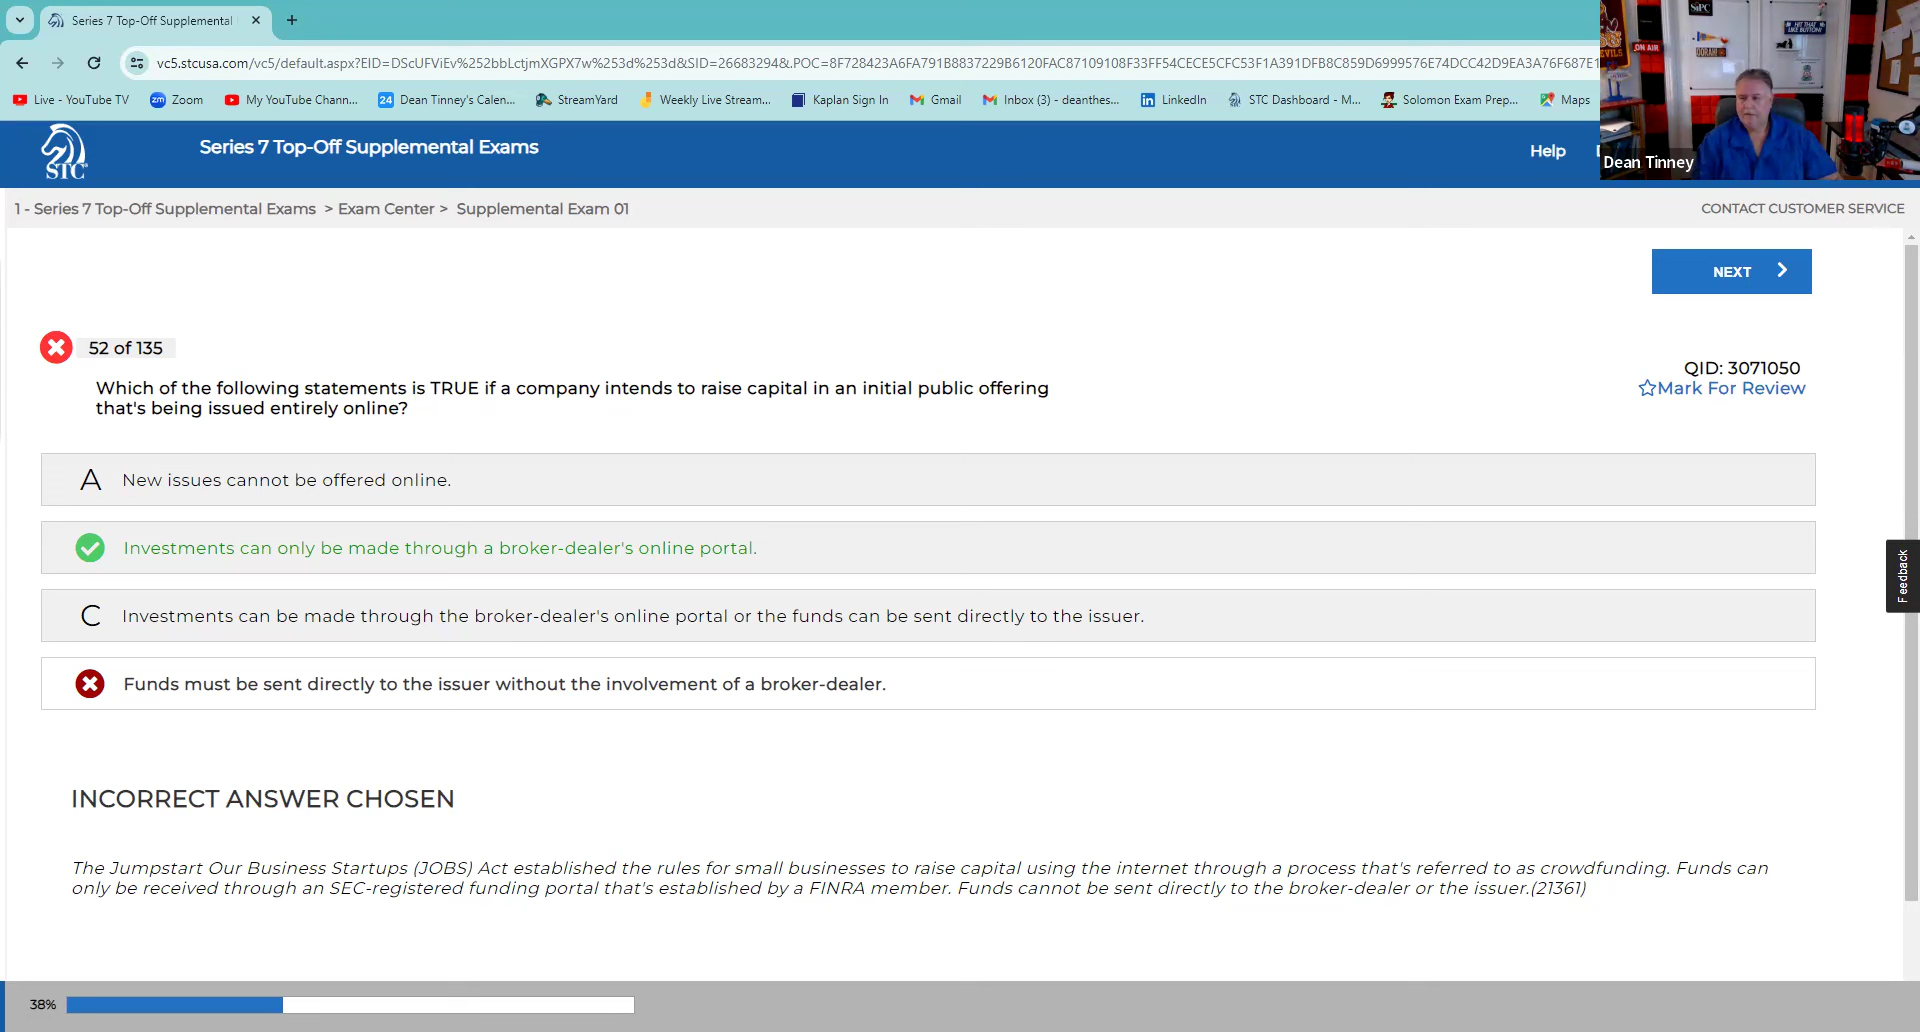 Series 7 Top-Off Supplemental
vc5.stcusa.com/vc5/default.aspx?EID=DScUFViEv%252bbLctjmXGPX7w%253d%253d&SID=26683294&.POC=8F728423A6FA791B8837229B6120FAC87109108F33FF54CECE5CFC53F1A391DFB8C859D6999576E74DCC42D9EA3A76F687E1
Live - YouTube TV
Zoom
My YouTube Chann...
Dean Tinney's Calen...
StreamYard
Weekly Live Stream...
Kaplan Sign In
Gmail
Inbox (3) - deanthes...
LinkedIn
STC Dashboard - M...
Solomon Exam Prep...
Maps
SIPC
HIT THAT LIKE BUTTON!
ON AIR
Dean Tinney
STC
Series 7 Top-Off Supplemental Exams
Help
1 - Series 7 Top-Off Supplemental Exams > Exam Center > Supplemental Exam 01
CONTACT CUSTOMER SERVICE
NEXT
52 of 135
QID: 3071050
Mark For Review
Which of the following statements is TRUE if a company intends to raise capital in an initial public offering
that's being issued entirely online?
A New issues cannot be offered online.
Investments can only be made through a broker-dealer's online portal.
C Investments can be made through the broker-dealer's online portal or the funds can be sent directly to the issuer.
Funds must be sent directly to the issuer without the involvement of a broker-dealer.
Feedback
INCORRECT ANSWER CHOSEN
The Jumpstart Our Business Startups (JOBS) Act established the rules for small businesses to raise capital using the internet through a process that's referred to as crowdfunding. Funds can
only be received through an SEC-registered funding portal that's established by a FINRA member. Funds cannot be sent directly to the broker-dealer or the issuer.(21361)
38%